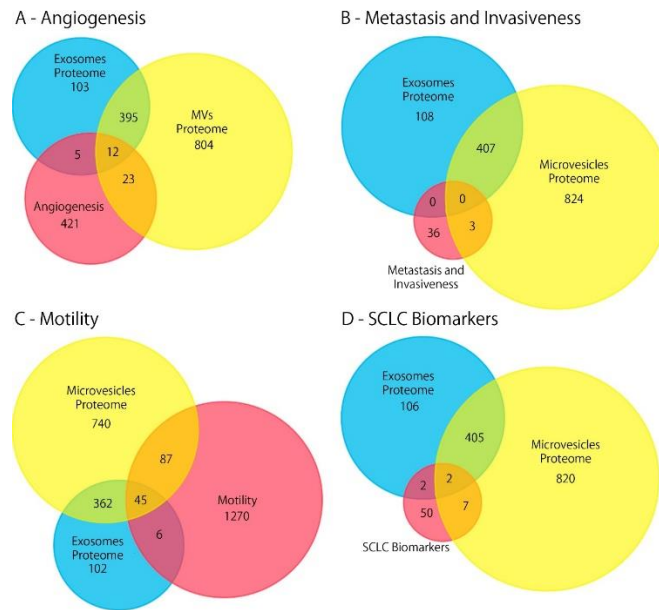 A - Angiogenesis
Exosomes
Proteome
103
395
MVs
Proteome
804
5
12
23
Angiogenesis
421
B - Metastasis and Invasiveness
Exosomes
Proteome
108
407
Microvesicles
Proteome
824
0
0
36
3
Metastasis and
Invasiveness
C - Motility
Microvesicles
Proteome
740
87
362
45
Motility
1270
6
Exosomes
Proteome
102
D - SCLC Biomarkers
Exosomes
Proteome
106
405
Microvesicles
Proteome
820
2
2
50
7
SCLC Biomarkers